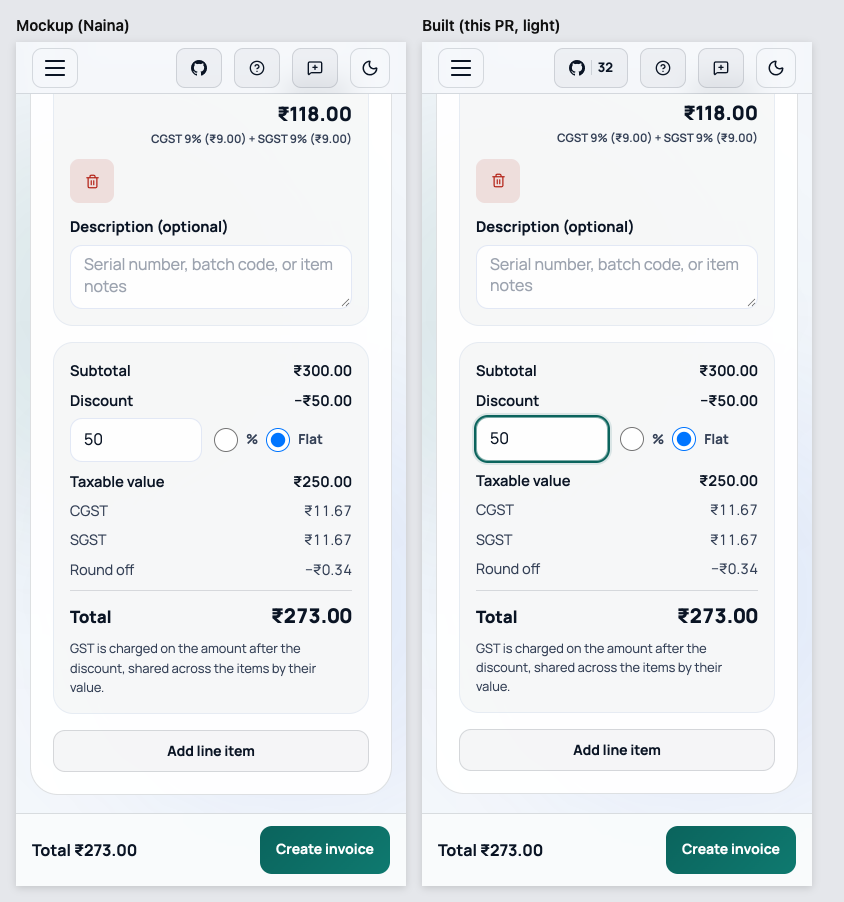 Mockup (Naina)
₹118.00
CGST 9% (₹9.00) + SGST 9% (₹9.00)
Description (optional)
Serial number, batch code, or item
notes
Subtotal ₹300.00
Discount −₹50.00
50 % Flat
Taxable value ₹250.00
CGST ₹11.67
SGST ₹11.67
Round off −₹0.34
Total ₹273.00
GST is charged on the amount after the
discount, shared across the items by their
value.
Add line item
Total ₹273.00 Create invoice
Built (this PR, light)
32
₹118.00
CGST 9% (₹9.00) + SGST 9% (₹9.00)
Description (optional)
Serial number, batch code, or item
notes
Subtotal ₹300.00
Discount −₹50.00
50 % Flat
Taxable value ₹250.00
CGST ₹11.67
SGST ₹11.67
Round off −₹0.34
Total ₹273.00
GST is charged on the amount after the
discount, shared across the items by their
value.
Add line item
Total ₹273.00 Create invoice